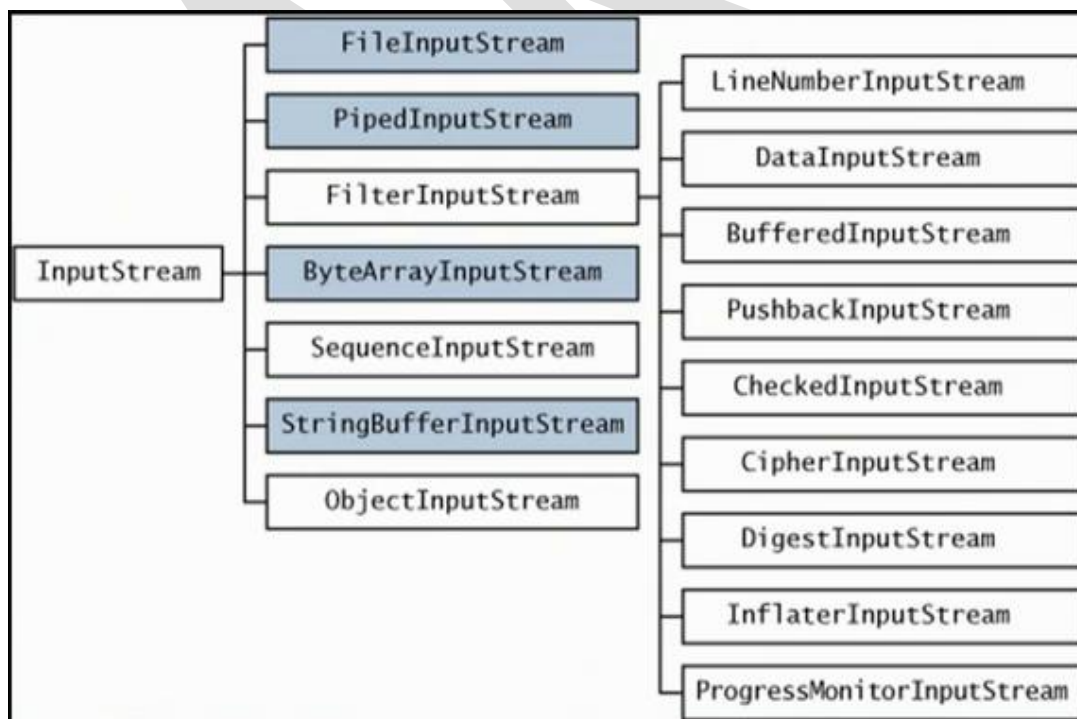 InputStream
FileInputStream
PipedInputStream
FilterInputStream
ByteArrayInputStream
SequenceInputStream
StringBufferInputStream
ObjectInputStream
LineNumberInputStream
DataInputStream
BufferedInputStream
PushbackInputStream
CheckedInputStream
CipherInputStream
DigestInputStream
InflaterInputStream
ProgressMonitorInputStream